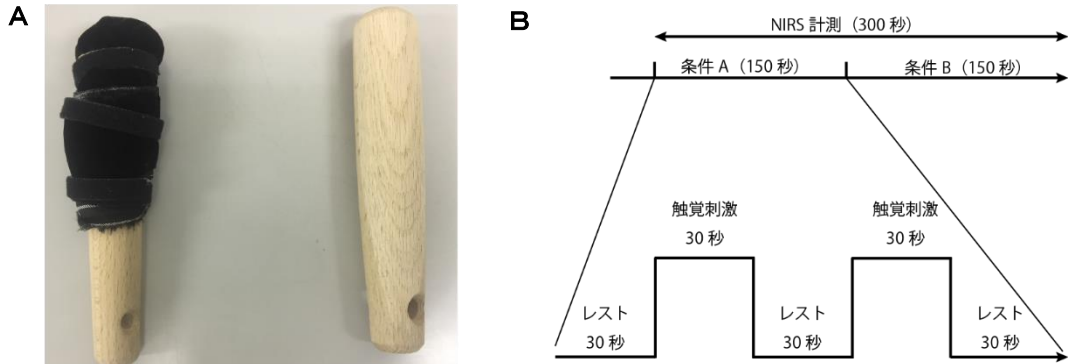 A
B
NIRS 計測（300 秒）
条件 A（150 秒）
条件 B（150 秒）
触覚刺激
30 秒
触覚刺激
30 秒
レスト
30 秒
レスト
30 秒
レスト
30 秒